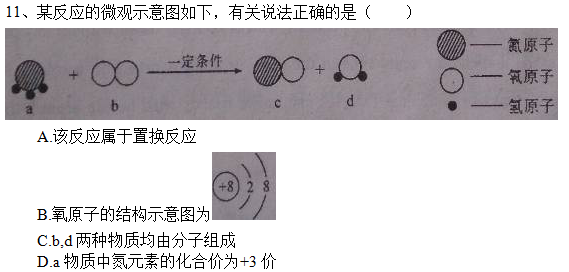 11、某反应的微观示意图如下，有关说法正确的是（　　）
a + b 一定条件 c + d
氮原子
氧原子
氢原子
A.该反应属于置换反应
B.氧原子的结构示意图为 +8 2 8
C.b,d 两种物质均由分子组成
D.a 物质中氮元素的化合价为+3 价